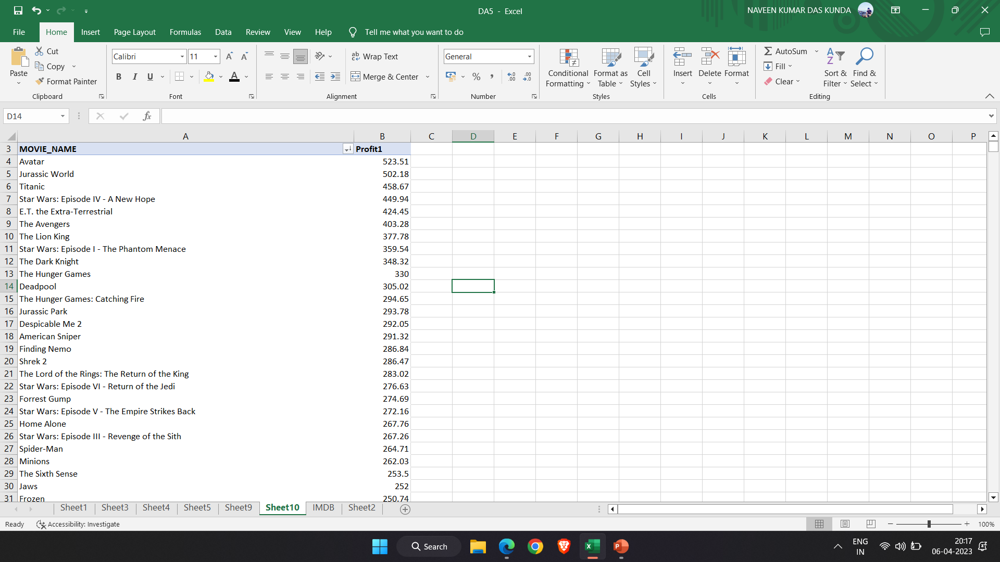 DA5 - Excel
NAVEEN KUMAR DAS KUNDA
File Home Insert Page Layout Formulas Data Review View Help Tell me what you want to do
Paste
Cut
Copy
Format Painter
Clipboard
Calibri 11
B I U
Font
Wrap Text
Merge & Center
Alignment
General
Number
Conditional Formatting
Format as Table
Cell Styles
Styles
Insert Delete Format
Cells
AutoSum
Fill
Clear
Sort & Filter
Find & Select
Editing
D14
fx
A B C D E F G H I J K L M N O P
3 MOVIE_NAME Profit1
4 Avatar 523.51
5 Jurassic World 502.18
6 Titanic 458.67
7 Star Wars: Episode IV - A New Hope 449.94
8 E.T. the Extra-Terrestrial 424.45
9 The Avengers 403.28
10 The Lion King 377.78
11 Star Wars: Episode I - The Phantom Menace 359.54
12 The Dark Knight 348.32
13 The Hunger Games 330
14 Deadpool 305.02
15 The Hunger Games: Catching Fire 294.65
16 Jurassic Park 293.78
17 Despicable Me 2 292.05
18 American Sniper 291.32
19 Finding Nemo 286.84
20 Shrek 2 286.47
21 The Lord of the Rings: The Return of the King 283.02
22 Star Wars: Episode VI - Return of the Jedi 276.63
23 Forrest Gump 274.69
24 Star Wars: Episode V - The Empire Strikes Back 272.16
25 Home Alone 267.76
26 Star Wars: Episode III - Revenge of the Sith 267.26
27 Spider-Man 264.71
28 Minions 262.03
29 The Sixth Sense 253.5
30 Jaws 252
31 Frozen 250.74
Sheet1 Sheet3 Sheet4 Sheet5 Sheet9 Sheet10 IMDB Sheet2
Ready Accessibility: Investigate 100%
Search
ENG
IN
20:17
06-04-2023